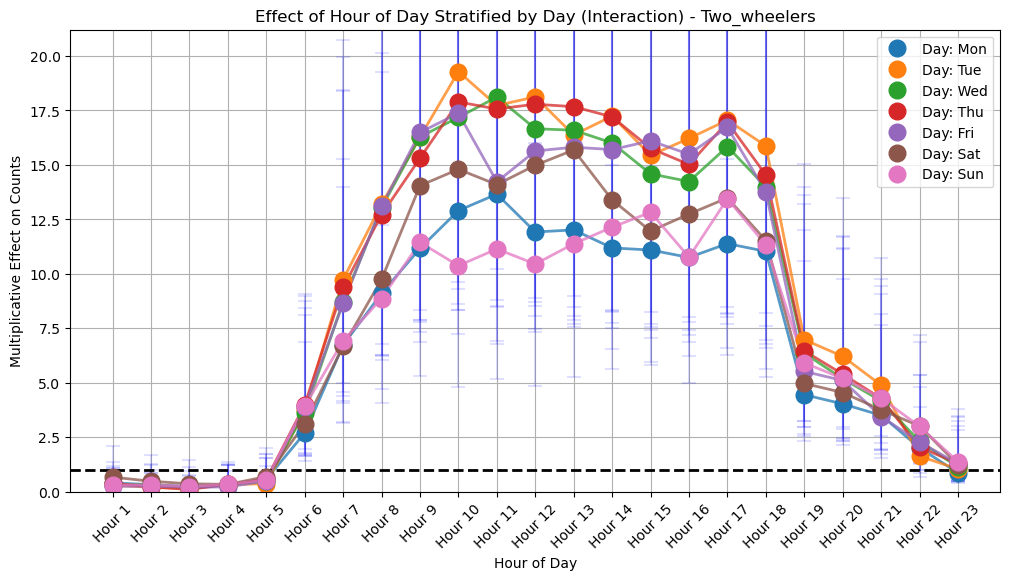 Effect of Hour of Day Stratified by Day (Interaction) - Two_wheelers
Multiplicative Effect on Counts
20.0
17.5
15.0
12.5
10.0
7.5
5.0
2.5
0.0
Day: Mon
Day: Tue
Day: Wed
Day: Thu
Day: Fri
Day: Sat
Day: Sun
Hour 1
Hour 2
Hour 3
Hour 4
Hour 5
Hour 6
Hour 7
Hour 8
Hour 9
Hour 10
Hour 11
Hour 12
Hour 13
Hour 14
Hour 15
Hour 16
Hour 17
Hour 18
Hour 19
Hour 20
Hour 21
Hour 22
Hour 23
Hour of Day